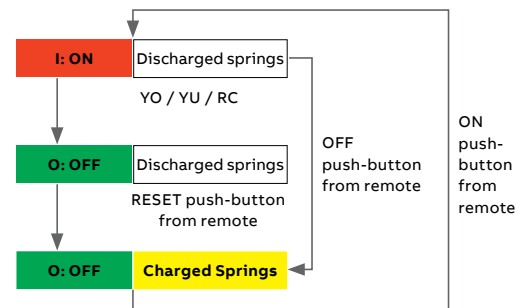 I: ON
Discharged springs
YO / YU / RC
O: OFF
Discharged springs
RESET push-button
from remote
O: OFF
Charged Springs
OFF
push-button
from remote
ON
push-
button
from
remote